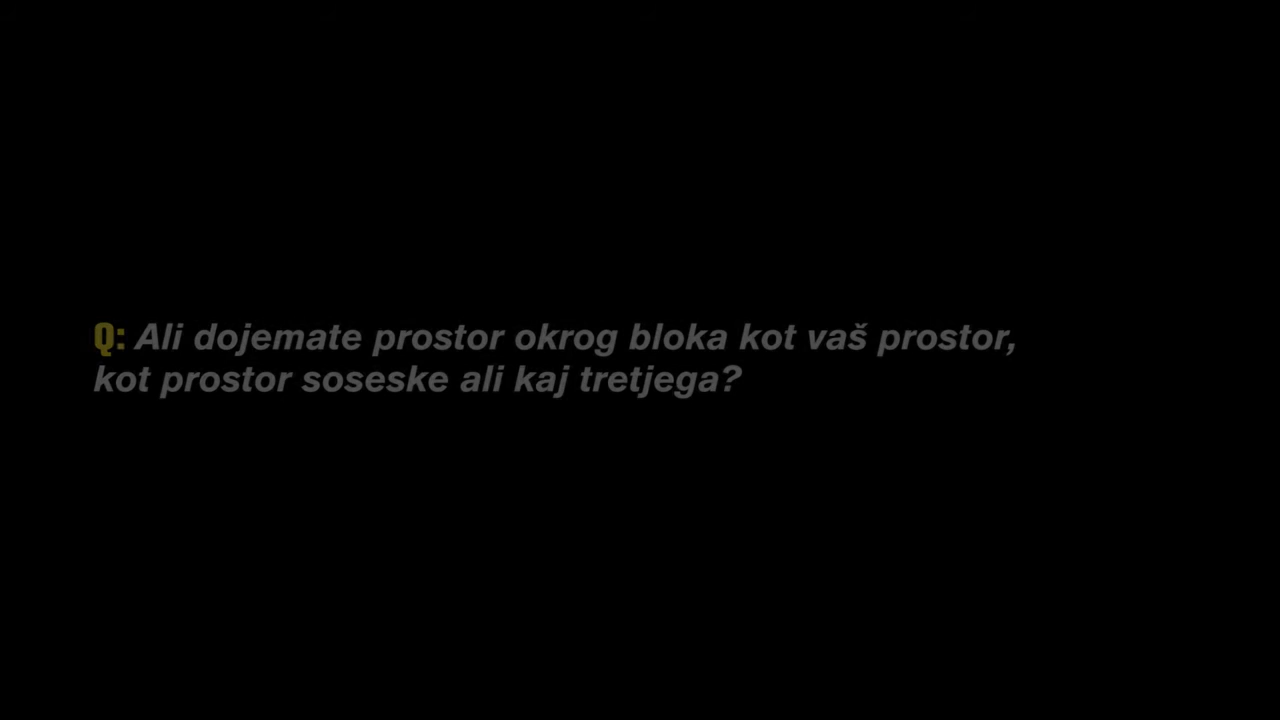 Q: Ali dojemate prostor okrog bloka kot vaš prostor,
kot prostor soseske ali kaj tretjega?